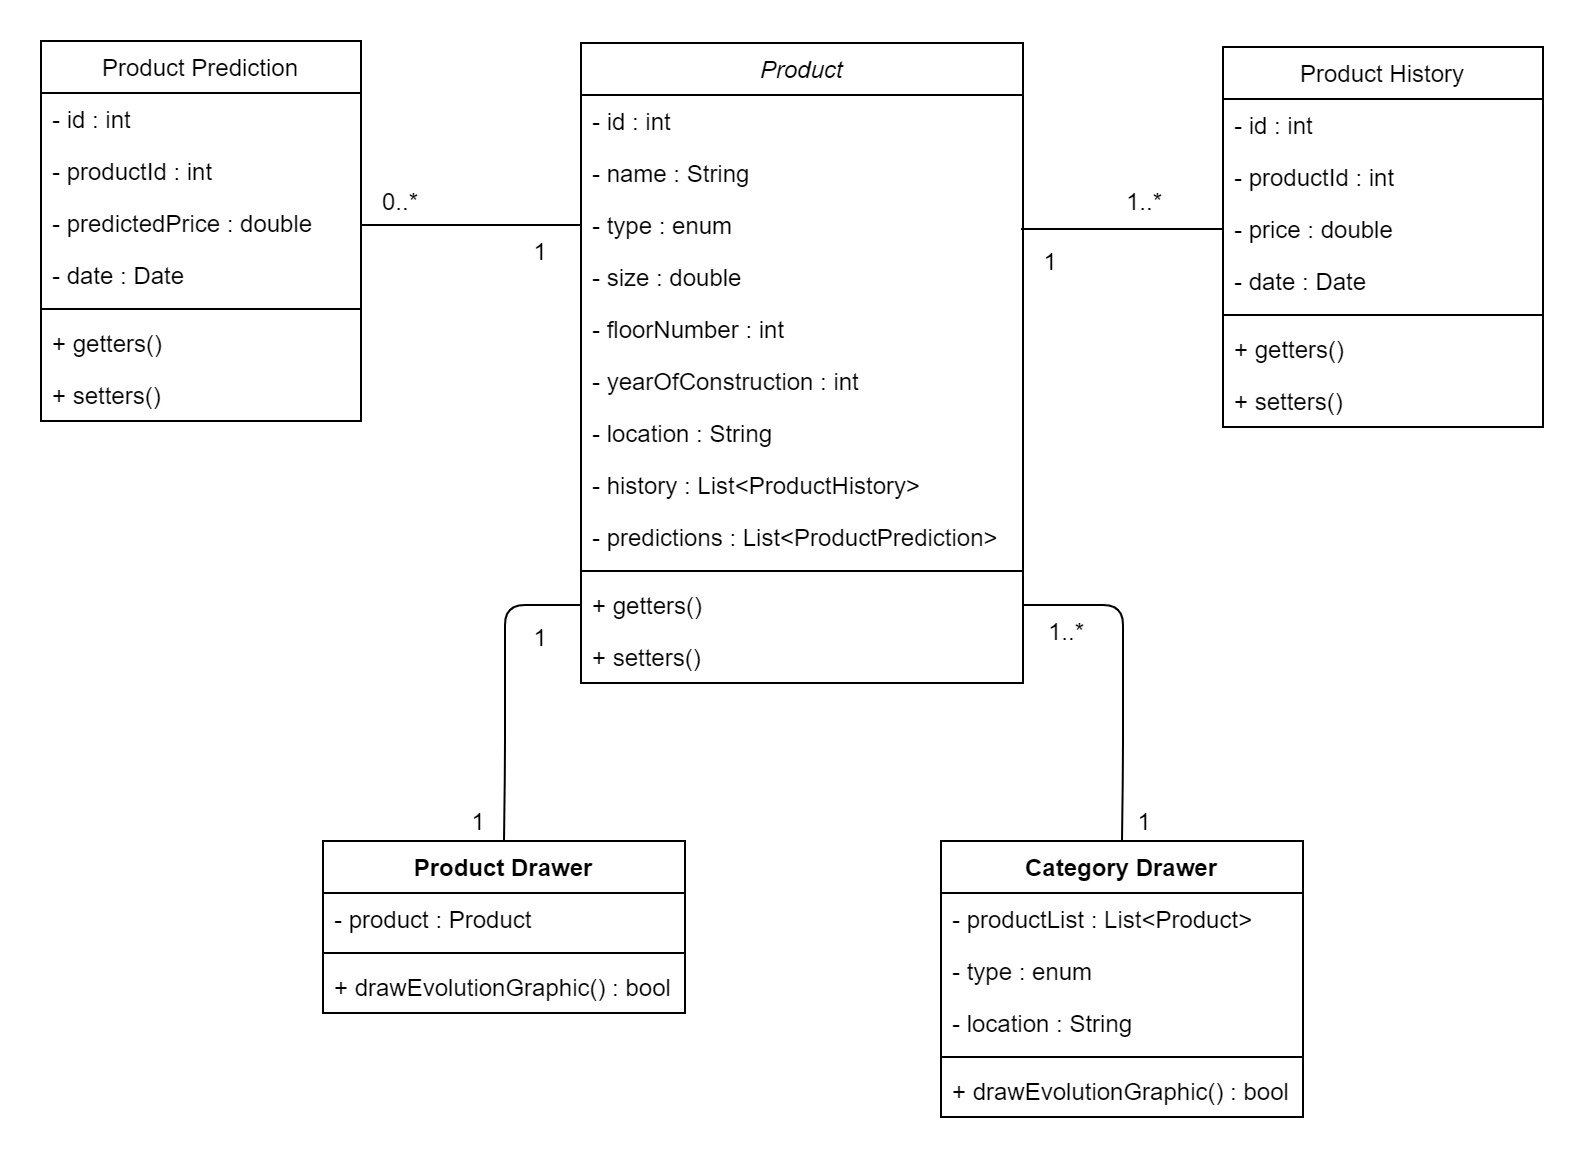 Product Prediction
- id : int
- productId : int
- predictedPrice : double
- date : Date
+ getters()
+ setters()
0..*
1
Product
- id : int
- name : String
- type : enum
- size : double
- floorNumber : int
- yearOfConstruction : int
- location : String
- history : List<ProductHistory>
- predictions : List<ProductPrediction>
+ getters()
+ setters()
1..*
1
Product History
- id : int
- productId : int
- price : double
- date : Date
+ getters()
+ setters()
1
1
Product Drawer
- product : Product
+ drawEvolutionGraphic() : bool
1..*
1
Category Drawer
- productList : List<Product>
- type : enum
- location : String
+ drawEvolutionGraphic() : bool